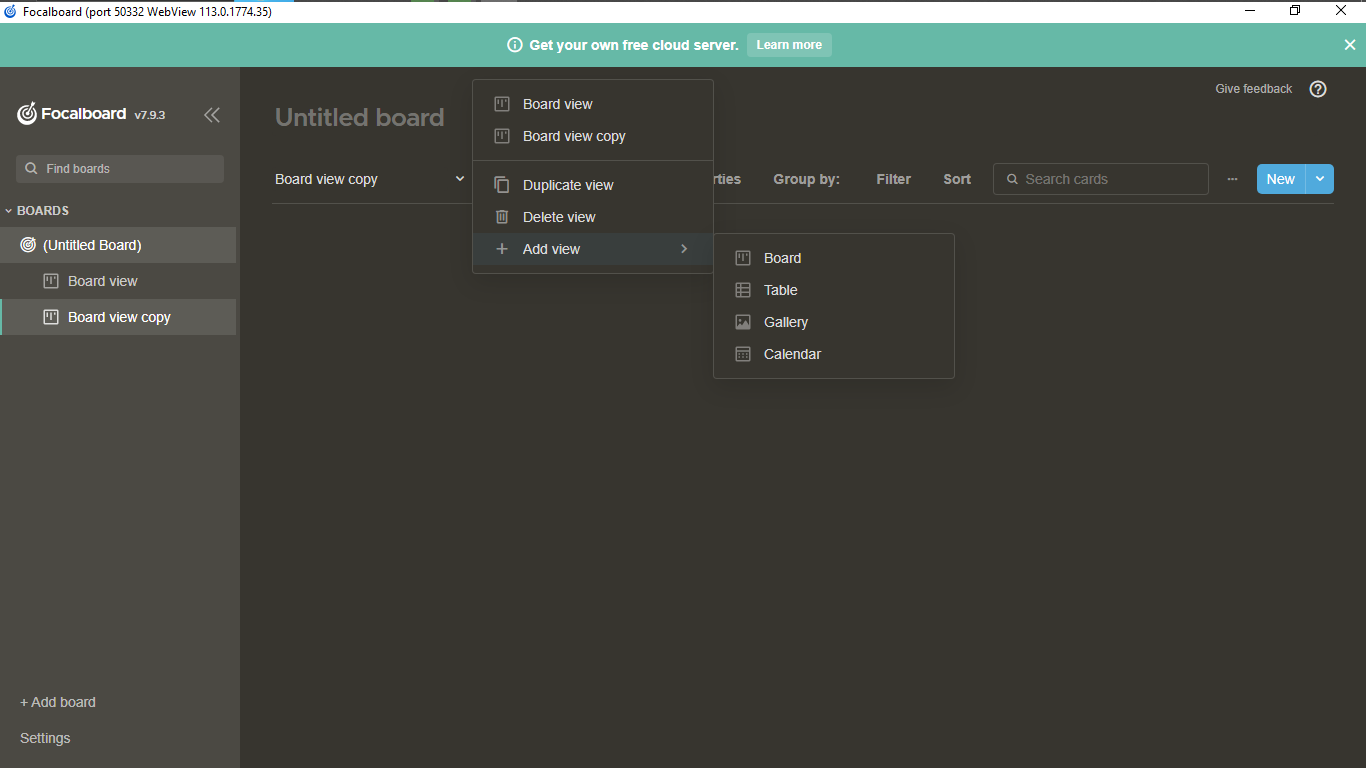 Focalboard (port 50332 WebView 113.0.1774.35)
Get your own free cloud server. Learn more
Focalboard v7.9.3
Find boards
BOARDS
(Untitled Board)
Board view
Board view copy
+ Add board
Settings
Give feedback
Untitled board
Board view copy
rties Group by: Filter Sort Search cards ··· New
Board view
Board view copy
Duplicate view
Delete view
Add view
Board
Table
Gallery
Calendar